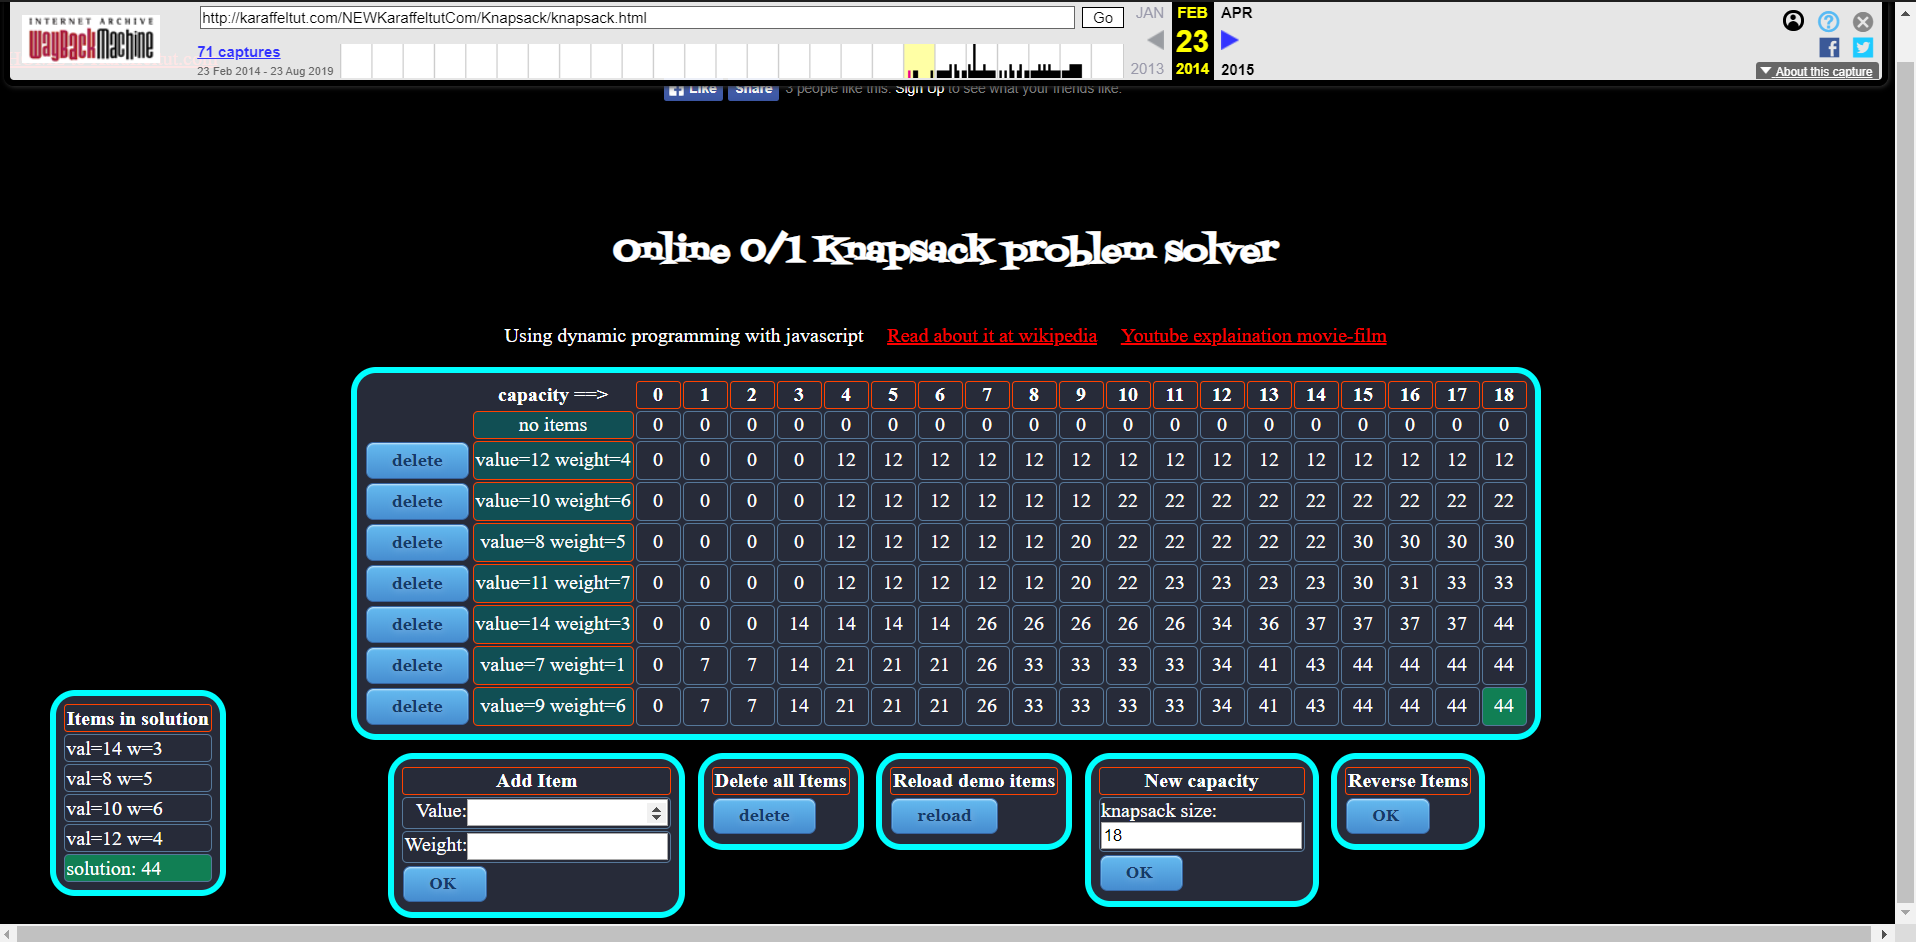 INTERNET ARCHIVE
WayBackMachine
http://karaffeltut.com/NEWKaraffeltutCom/Knapsack/knapsack.html Go
JAN FEB APR
71 captures
23
23 Feb 2014 - 23 Aug 2019
2013 2014 2015
About this capture
Like Share 3 people like this. Sign Up to see what your friends like.
Online 0/1 Knapsack problem solver
Using dynamic programming with javascript Read about it at wikipedia Youtube explaination movie-film
capacity ==> 0 1 2 3 4 5 6 7 8 9 10 11 12 13 14 15 16 17 18
no items 0 0 0 0 0 0 0 0 0 0 0 0 0 0 0 0 0 0 0
delete value=12 weight=4 0 0 0 0 12 12 12 12 12 12 12 12 12 12 12 12 12 12 12
delete value=10 weight=6 0 0 0 0 12 12 12 12 12 12 22 22 22 22 22 22 22 22 22
delete value=8 weight=5 0 0 0 0 12 12 12 12 12 20 22 22 22 22 22 30 30 30 30
delete value=11 weight=7 0 0 0 0 12 12 12 12 12 20 22 23 23 23 23 30 31 33 33
delete value=14 weight=3 0 0 0 14 14 14 14 26 26 26 26 26 34 36 37 37 37 37 44
delete value=7 weight=1 0 7 7 14 21 21 21 26 33 33 33 33 34 41 43 44 44 44 44
delete value=9 weight=6 0 7 7 14 21 21 21 26 33 33 33 33 34 41 43 44 44 44 44
Items in solution
val=14 w=3
val=8 w=5
val=10 w=6
val=12 w=4
solution: 44
Add Item
Value:
Weight:
OK
Delete all Items
delete
Reload demo items
reload
New capacity
knapsack size:
18
OK
Reverse Items
OK